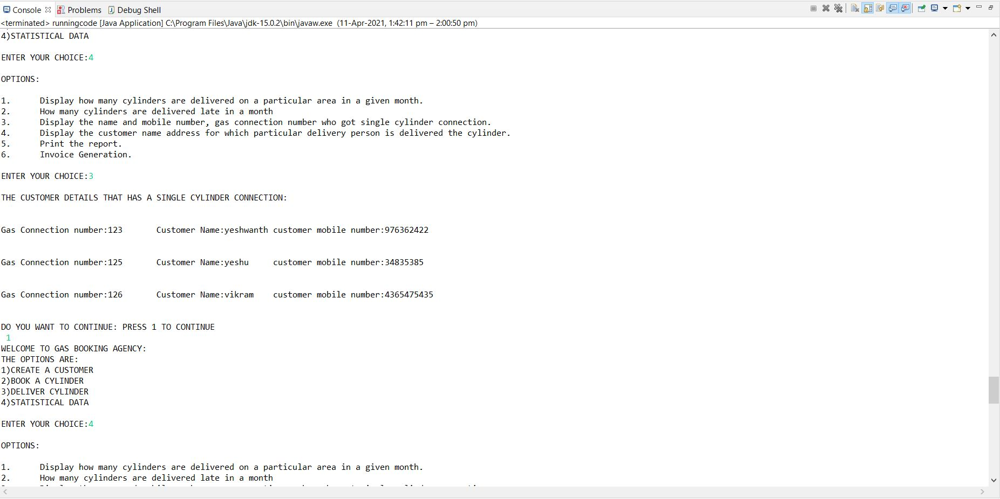 Console Problems Debug Shell
<terminated> runningcode [Java Application] C:\Program Files\Java\jdk-15.0.2\bin\javaw.exe (11-Apr-2021, 1:42:11 pm – 2:00:50 pm)
4)STATISTICAL DATA
ENTER YOUR CHOICE:4
OPTIONS:
1. Display how many cylinders are delivered on a particular area in a given month.
2. How many cylinders are delivered late in a month
3. Display the name and mobile number, gas connection number who got single cylinder connection.
4. Display the customer name address for which particular delivery person is delivered the cylinder.
5. Print the report.
6. Invoice Generation.
ENTER YOUR CHOICE:3
THE CUSTOMER DETAILS THAT HAS A SINGLE CYLINDER CONNECTION:
Gas Connection number:123 Customer Name:yeshwanth customer mobile number:976362422
Gas Connection number:125 Customer Name:yeshu customer mobile number:34835385
Gas Connection number:126 Customer Name:vikram customer mobile number:4365475435
DO YOU WANT TO CONTINUE: PRESS 1 TO CONTINUE
1
WELCOME TO GAS BOOKING AGENCY:
THE OPTIONS ARE:
1)CREATE A CUSTOMER
2)BOOK A CYLINDER
3)DELIVER CYLINDER
4)STATISTICAL DATA
ENTER YOUR CHOICE:4
OPTIONS:
1. Display how many cylinders are delivered on a particular area in a given month.
2. How many cylinders are delivered late in a month